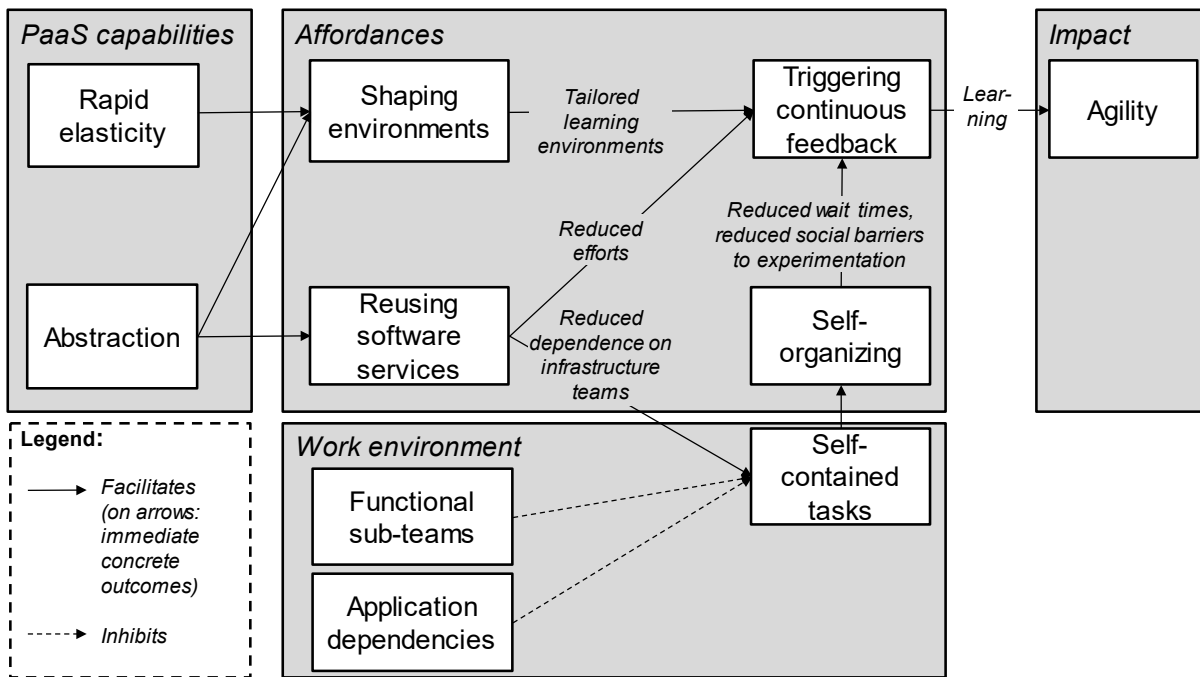 PaaS capabilities
Rapid
elasticity
Abstraction
Affordances
Shaping
environments
Tailored
learning
environments
Triggering
continuous
feedback
Reduced
efforts
Reduced wait times,
reduced social barriers
to experimentation
Reusing
software
services
Reduced
dependence on
infrastructure
teams
Self-
organizing
Lear-
ning
Impact
Agility
Legend:
Facilitates
(on arrows:
immediate
concrete
outcomes)
Inhibits
Work environment
Functional
sub-teams
Application
dependencies
Self-
contained
tasks